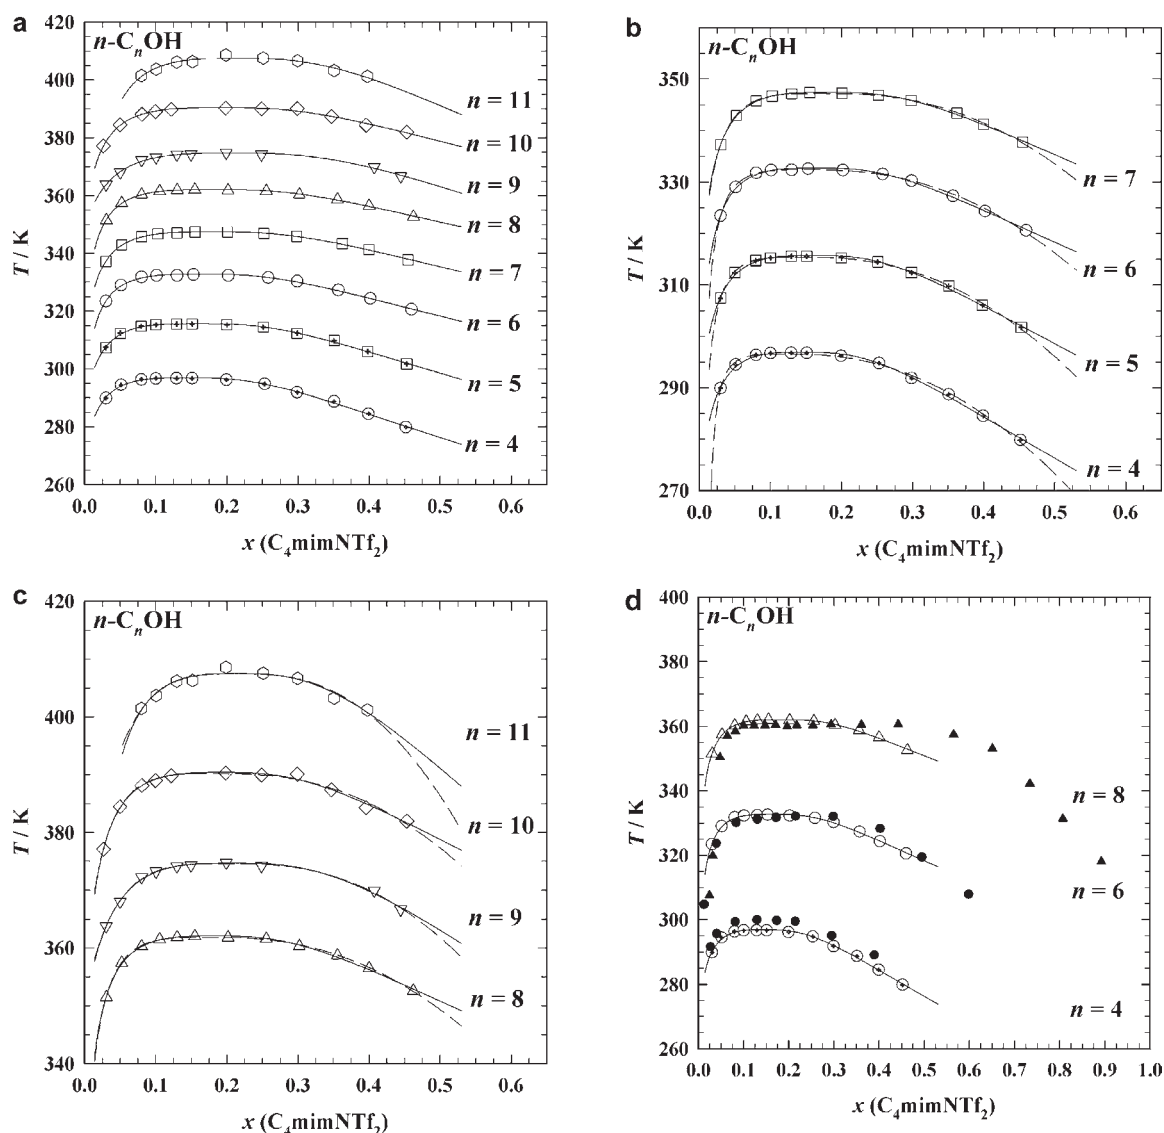 a
n-CnOH
420
400
380
360
340
320
300
280
260
T / K
n = 11
n = 10
n = 9
n = 8
n = 7
n = 6
n = 5
n = 4
0.0 0.1 0.2 0.3 0.4 0.5 0.6
x (C4mimNTf2)
b
n-CnOH
350
330
310
290
270
T / K
n = 7
n = 6
n = 5
n = 4
0.0 0.1 0.2 0.3 0.4 0.5 0.6
x (C4mimNTf2)
c
n-CnOH
420
400
380
360
340
T / K
n = 11
n = 10
n = 9
n = 8
0.0 0.1 0.2 0.3 0.4 0.5 0.6
x (C4mimNTf2)
d
n-CnOH
400
380
360
340
320
300
280
260
T / K
n = 8
n = 6
n = 4
0.0 0.1 0.2 0.3 0.4 0.5 0.6 0.7 0.8 0.9 1.0
x (C4mimNTf2)